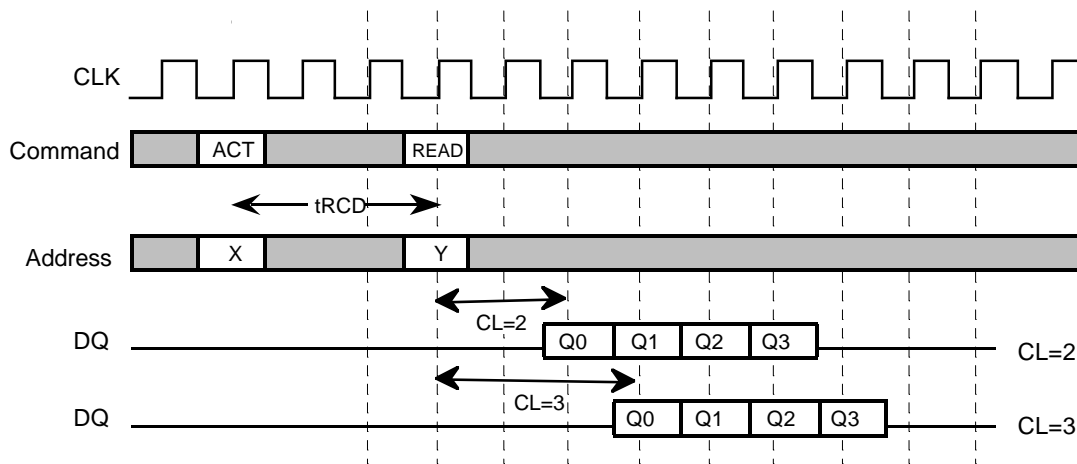 CLK
Command ACT READ
tRCD
Address X Y
CL=2
DQ Q0 Q1 Q2 Q3 CL=2
CL=3
DQ Q0 Q1 Q2 Q3 CL=3